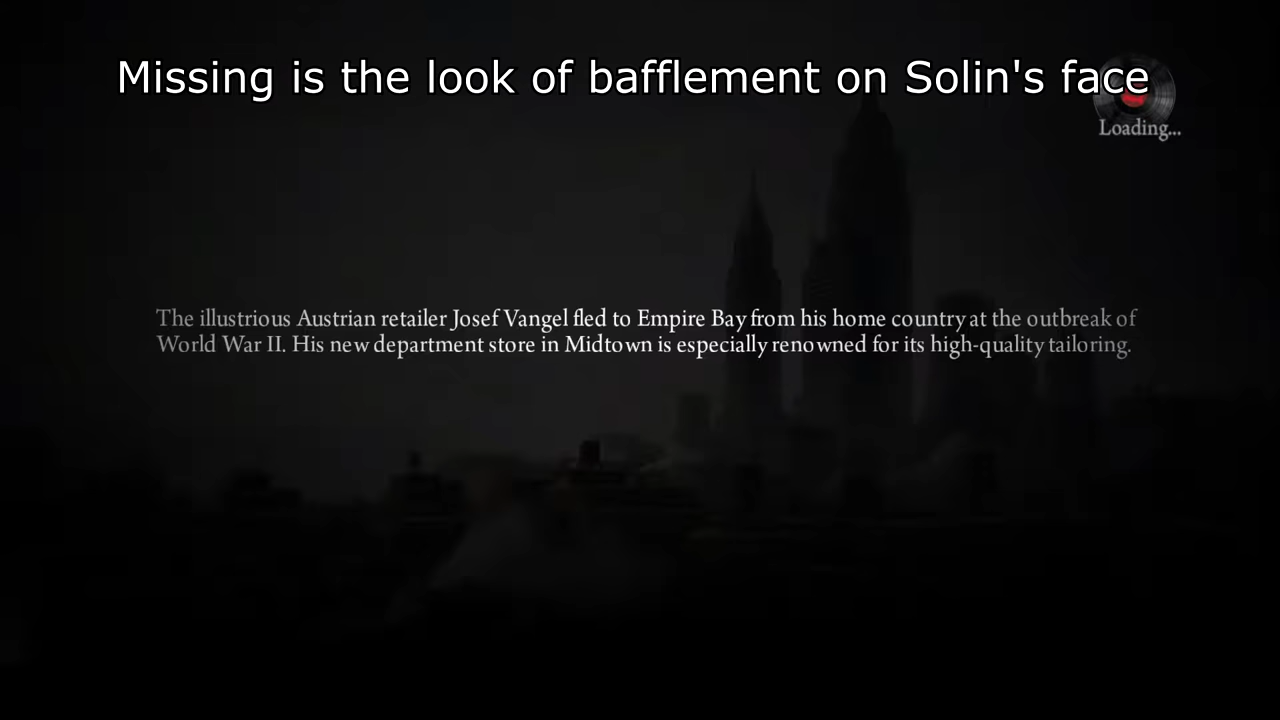 Missing is the look of bafflement on Solin's face
Loading...
The illustrious Austrian retailer Josef Vangel fled to Empire Bay from his home country at the outbreak of
World War II. His new department store in Midtown is especially renowned for its high-quality tailoring.